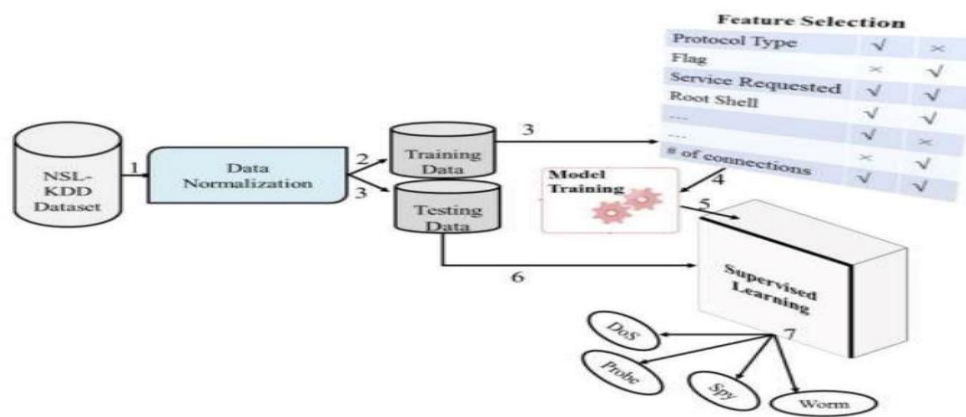 Feature Selection
Protocol Type √ ×
Flag × √
Service Requested √ √
Root Shell √ √
--- √ ×
--- × √
# of connections √ √
NSL-
KDD
Dataset
1
Data
Normalization
2
3
Training
Data
Testing
Data
3
Model
Training
4
5
6
Supervised
Learning
7
DoS
Probe
Spy
Worm